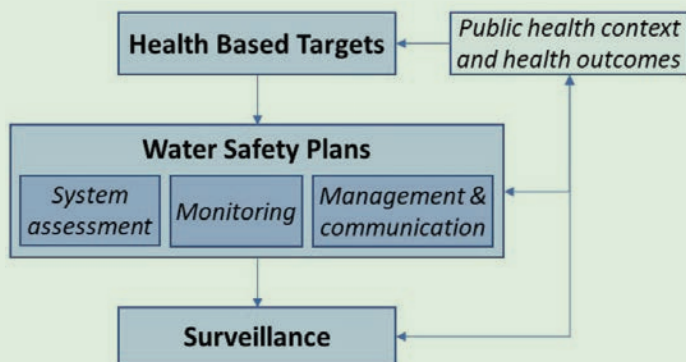 Health Based Targets
Public health context
and health outcomes
Water Safety Plans
System
assessment
Monitoring
Management &
communication
Surveillance